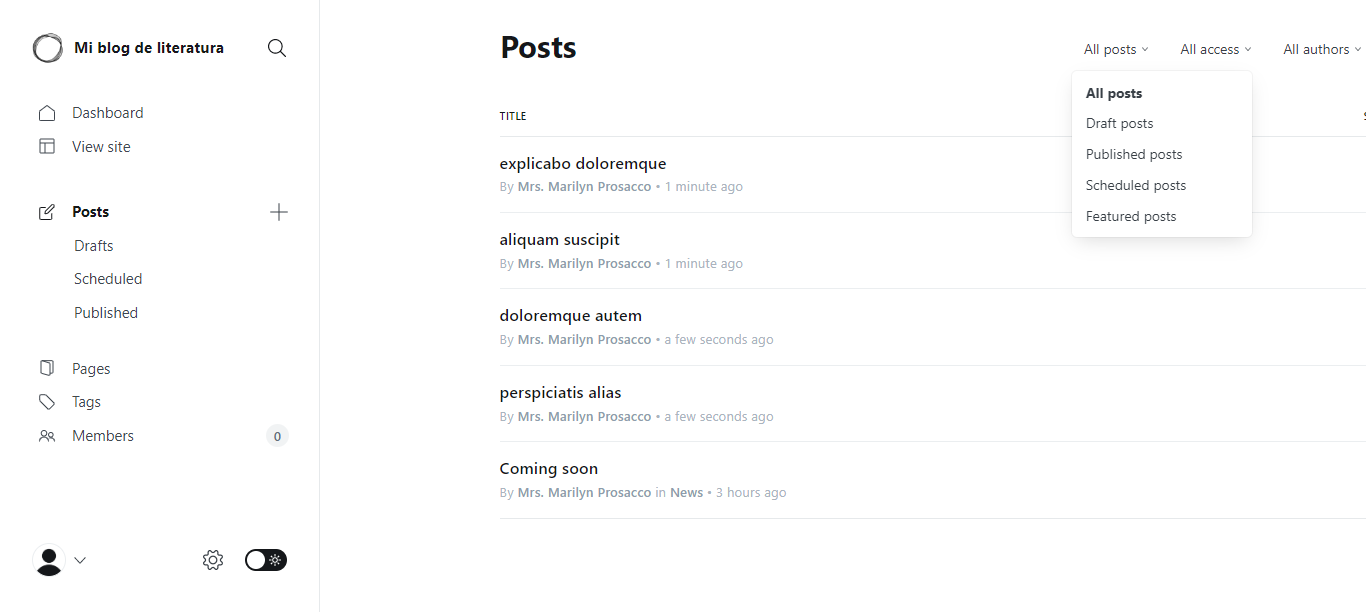 Mi blog de literatura
Dashboard
View site
Posts
Drafts
Scheduled
Published
Pages
Tags
Members 0
Posts
All posts All access All authors
All posts
Draft posts
Published posts
Scheduled posts
Featured posts
TITLE
explicabo doloremque
By Mrs. Marilyn Prosacco • 1 minute ago
aliquam suscipit
By Mrs. Marilyn Prosacco • 1 minute ago
doloremque autem
By Mrs. Marilyn Prosacco • a few seconds ago
perspiciatis alias
By Mrs. Marilyn Prosacco • a few seconds ago
Coming soon
By Mrs. Marilyn Prosacco in News • 3 hours ago